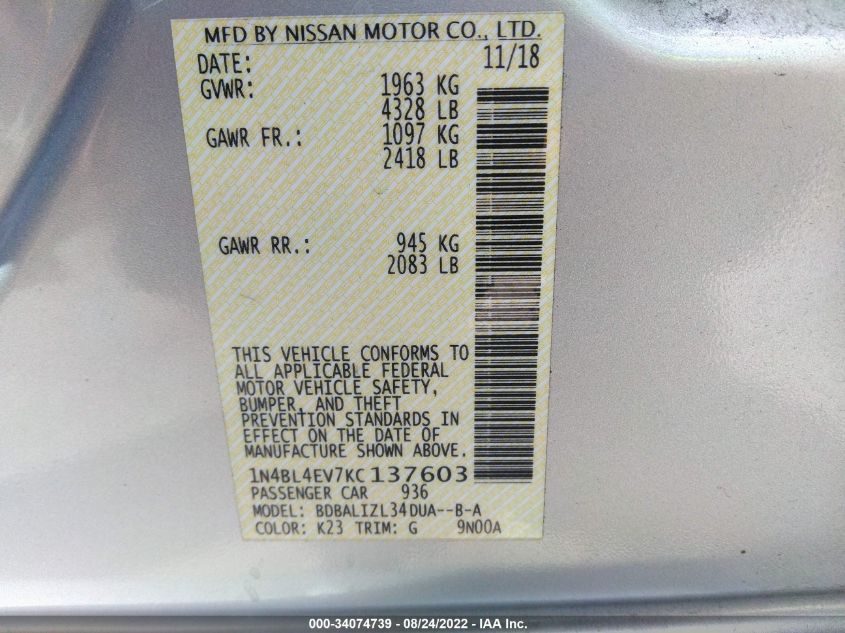 MFD BY NISSAN MOTOR CO., LTD.
DATE: 11/18
GVWR: 1963 KG
4328 LB
GAWR FR.: 1097 KG
2418 LB
GAWR RR.: 945 KG
2083 LB
THIS VEHICLE CONFORMS TO
ALL APPLICABLE FEDERAL
MOTOR VEHICLE SAFETY,
BUMPER, AND THEFT
PREVENTION STANDARDS IN
EFFECT ON THE DATE OF
MANUFACTURE SHOWN ABOVE.
1N4BL4EV7KC137603
PASSENGER CAR 936
MODEL: BDBALIZL34DUA--B-A
COLOR: K23 TRIM: G 9N00A
000-34074739 - 08/24/2022 - IAA Inc.